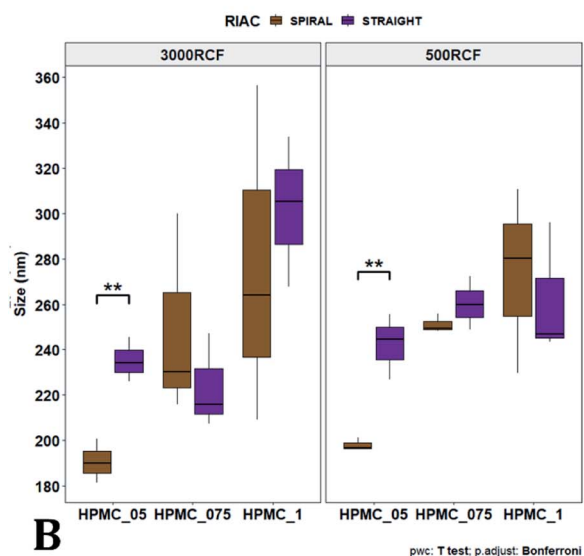 RIAC SPIRAL STRAIGHT
3000RCF 500RCF
360
340
320
300
280
260
240
220
200
180
Size (nm)
** **
HPMC_05 HPMC_075 HPMC_1 HPMC_05 HPMC_075 HPMC_1
B
pwc: T test; p.adjust: Bonferroni